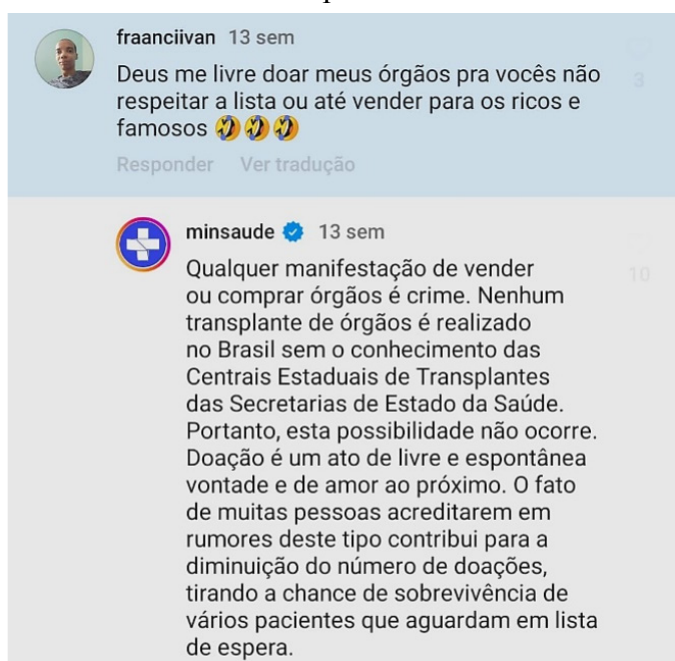 fraanciivan 13 sem
Deus me livre doar meus órgãos pra vocês não
respeitar a lista ou até vender para os ricos e
famosos 🤣🤣🤣
3
Responder Ver tradução
minsaude 13 sem
Qualquer manifestação de vender
10
ou comprar órgãos é crime. Nenhum
transplante de órgãos é realizado
no Brasil sem o conhecimento das
Centrais Estaduais de Transplantes
das Secretarias de Estado da Saúde.
Portanto, esta possibilidade não ocorre.
Doação é um ato de livre e espontânea
vontade e de amor ao próximo. O fato
de muitas pessoas acreditarem em
rumores deste tipo contribui para a
diminuição do número de doações,
tirando a chance de sobrevivência de
vários pacientes que aguardam em lista
de espera.